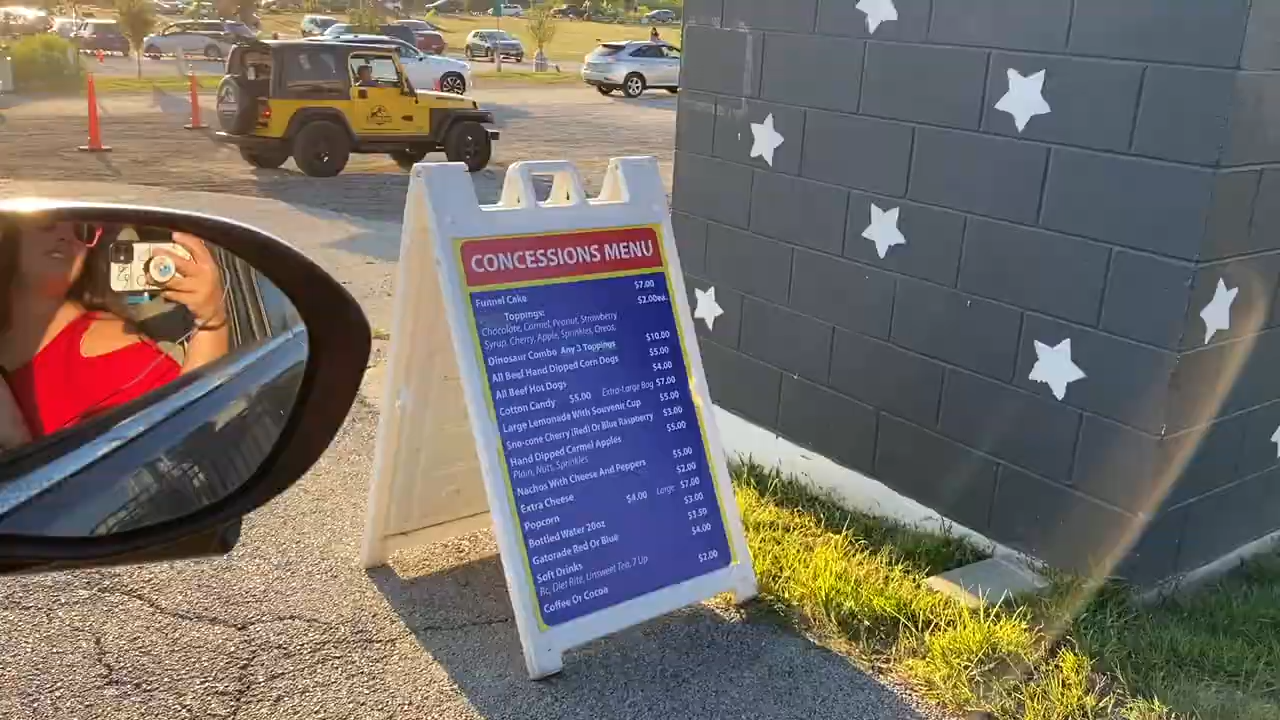 CONCESSIONS MENU
Funnel Cake $7.00
Toppings: $2.00ea.
Chocolate, Carmel, Peanut, Strawberry
Syrup, Cherry, Apple, Sprinkles, Oreos,
Dinosaur Combo Any 3 Toppings $10.00
All Beef Hand Dipped Corn Dogs $5.00
All Beef Hot Dogs $4.00
Cotton Candy $5.00 Extra-Large Bag $7.00
Large Lemonade With Souvenir Cup $5.00
Sno-cone Cherry (Red) Or Blue Raspberry $3.00
Hand Dipped Carmel Apples $5.00
Plain, Nuts, Sprinkles
Nachos With Cheese And Peppers $5.00
Extra Cheese $2.00
Popcorn $4.00 Large $7.00
Bottled Water 20oz $3.00
Gatorade Red Or Blue $3.50
Soft Drinks $4.00
Rc, Diet Rite, Unsweet Tea, 7 Up
Coffee Or Cocoa $2.00